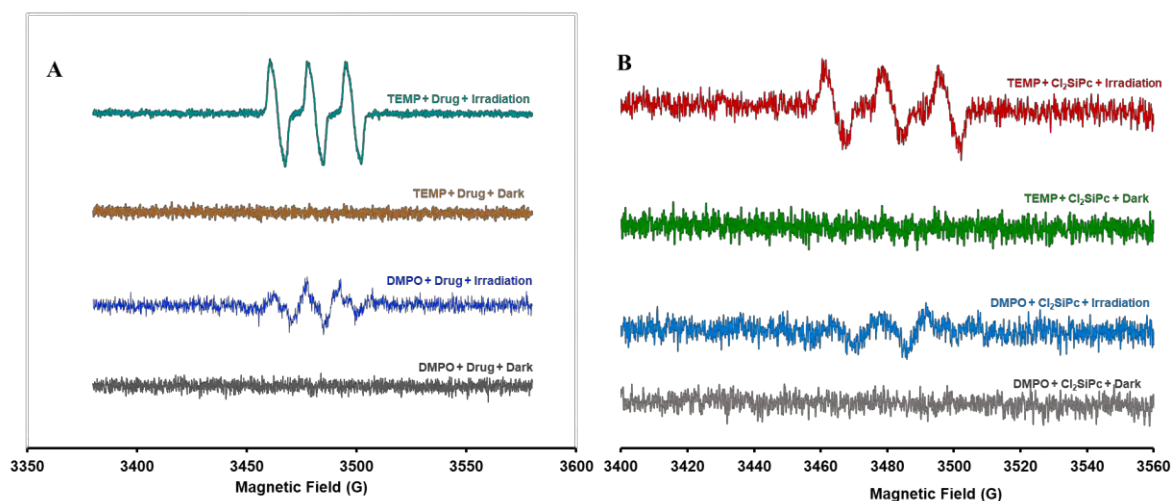 A
TEMP + Drug + Irradiation
TEMP + Drug + Dark
DMPO + Drug + Irradiation
DMPO + Drug + Dark
3350 3400 3450 3500 3550 3600
Magnetic Field (G)
B
TEMP + Cl₂SiPc + Irradiation
TEMP + Cl₂SiPc + Dark
DMPO + Cl₂SiPc + Irradiation
DMPO + Cl₂SiPc + Dark
3400 3420 3440 3460 3480 3500 3520 3540 3560
Magnetic Field (G)